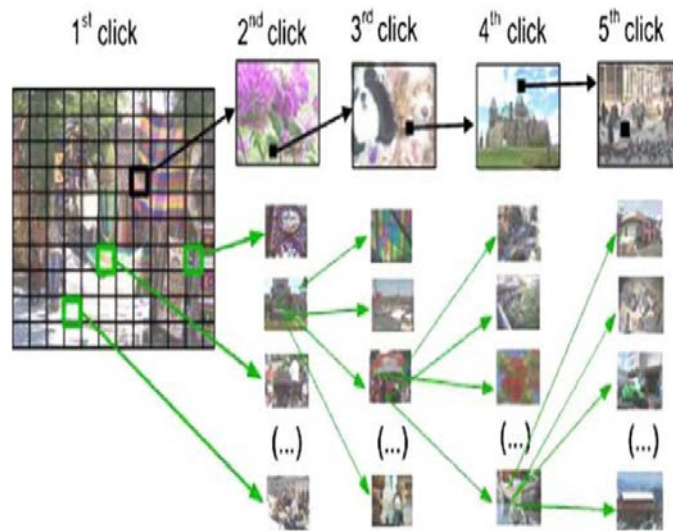 1st click
2nd click
3rd click
4th click
5th click
(...)
(...)
(...)
(...)